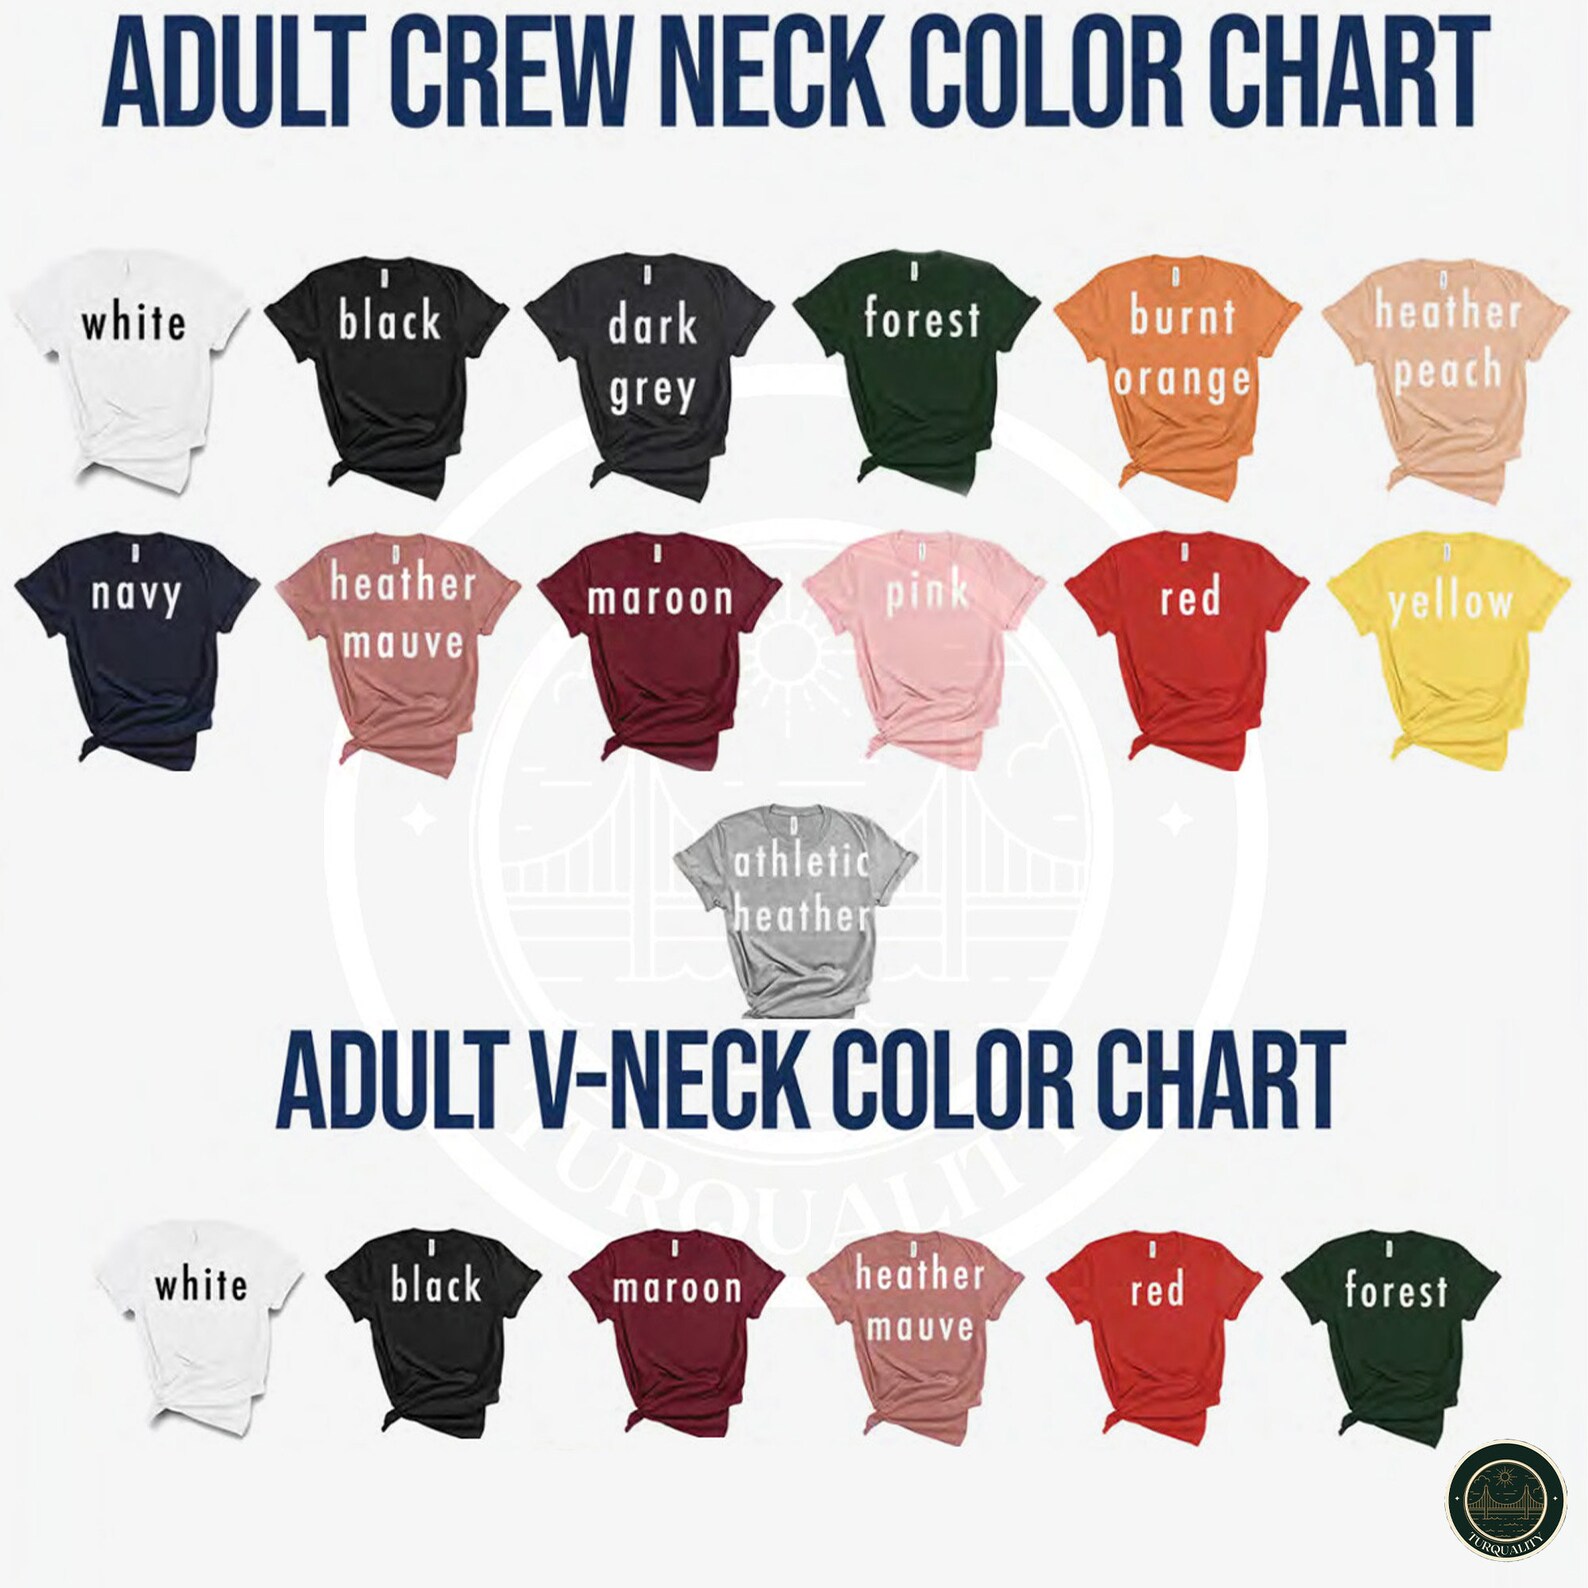 ADULT CREW NECK COLOR CHART
white
black
dark
grey
forest
burnt
orange
heather
peach
navy
heather
mauve
maroon
pink
red
yellow
athletic
heather
ADULT V-NECK COLOR CHART
TURQUALITY
white
black
maroon
heather
mauve
red
forest
TURQUALITY